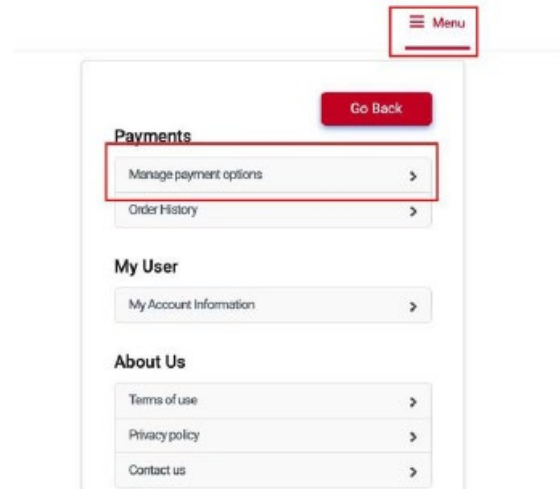 Menu
Go Back
Payments
Manage payment options
Order History
My User
My Account Information
About Us
Terms of use
Privacy policy
Contact us